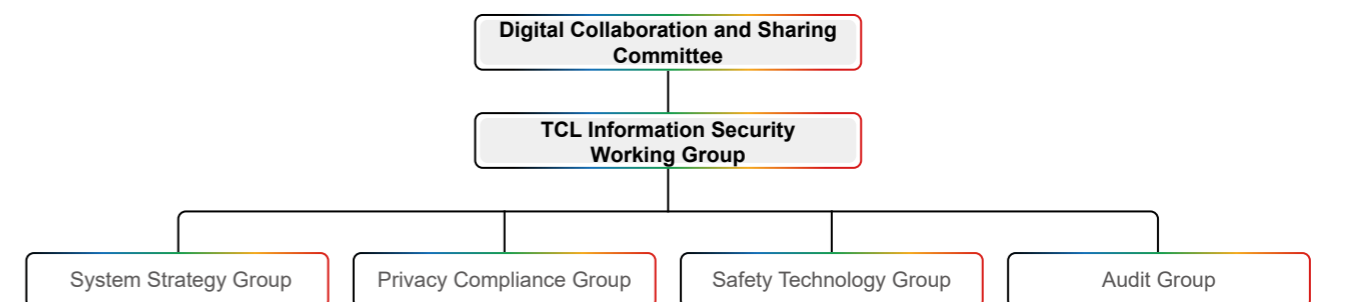 Digital Collaboration and Sharing
Committee
TCL Information Security
Working Group
System Strategy Group
Privacy Compliance Group
Safety Technology Group
Audit Group